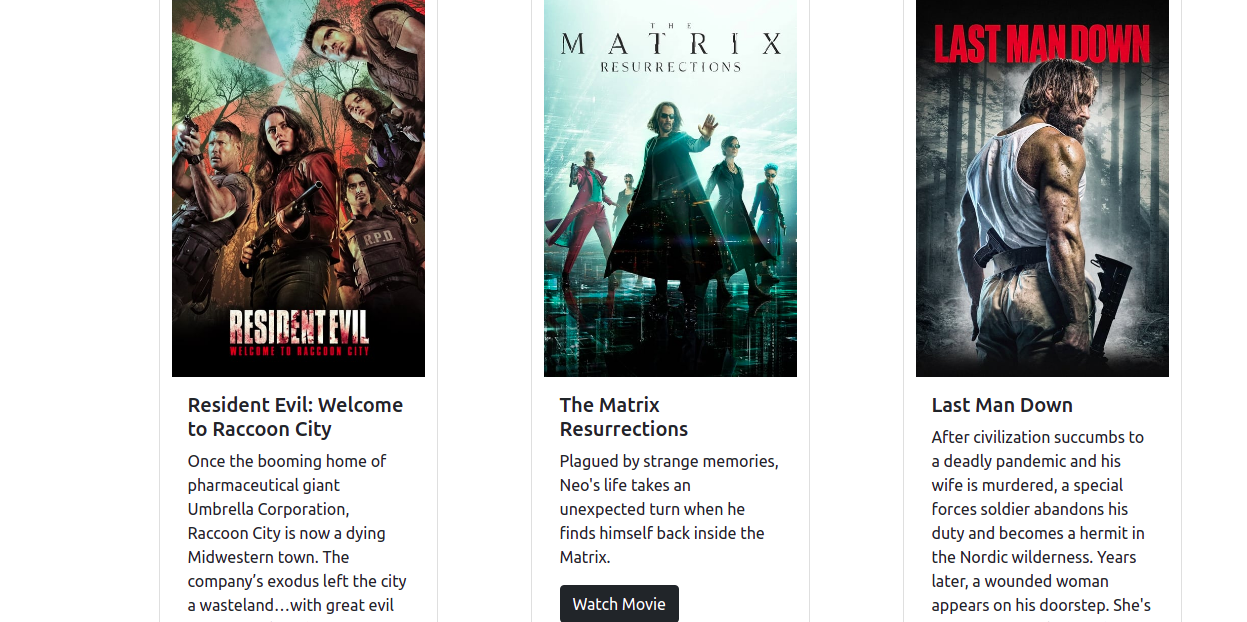 RESIDENT EVIL
WELCOME TO RACCOON CITY
R.P.D.
Resident Evil: Welcome
to Raccoon City
Once the booming home of
pharmaceutical giant
Umbrella Corporation,
Raccoon City is now a dying
Midwestern town. The
company’s exodus left the city
a wasteland…with great evil
THE
MATRIX
RESURRECTIONS
The Matrix
Resurrections
Plagued by strange memories,
Neo's life takes an
unexpected turn when he
finds himself back inside the
Matrix.
Watch Movie
LAST MAN DOWN
Last Man Down
After civilization succumbs to
a deadly pandemic and his
wife is murdered, a special
forces soldier abandons his
duty and becomes a hermit in
the Nordic wilderness. Years
later, a wounded woman
appears on his doorstep. She's